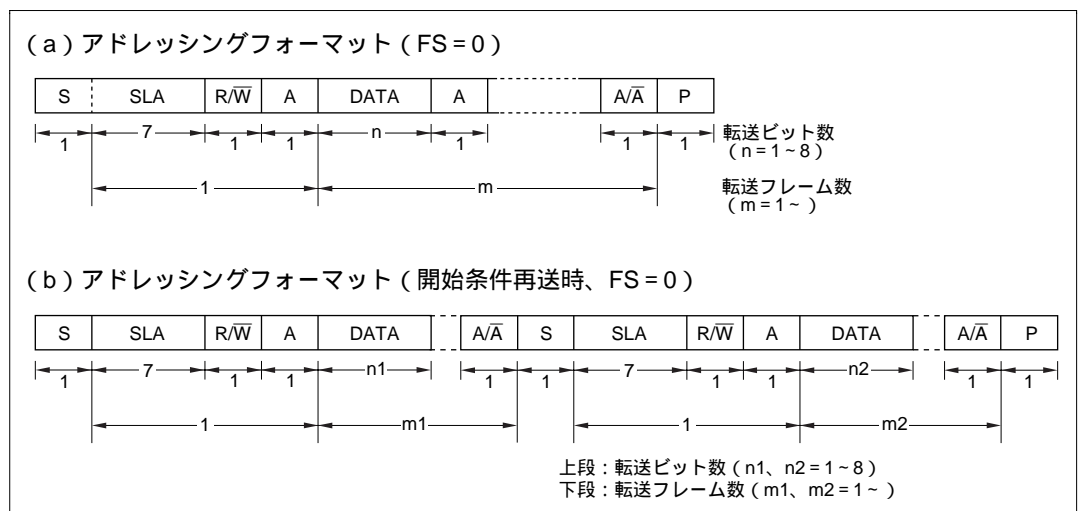 (a)アドレッシングフォーマット(FS=0)
S SLA R/W̅ A DATA A A/A̅ P
1 7 1 1 n 1 1 1 転送ビット数
(n=1~8)
1 m 転送フレーム数
(m=1~ )
(b)アドレッシングフォーマット(開始条件再送時、FS=0)
S SLA R/W̅ A DATA A/A̅ S SLA R/W̅ A DATA A/A̅ P
1 7 1 1 n1 1 1 7 1 1 n2 1 1
1 m1 1 m2
上段:転送ビット数(n1、n2=1~8)
下段:転送フレーム数(m1、m2=1~ )